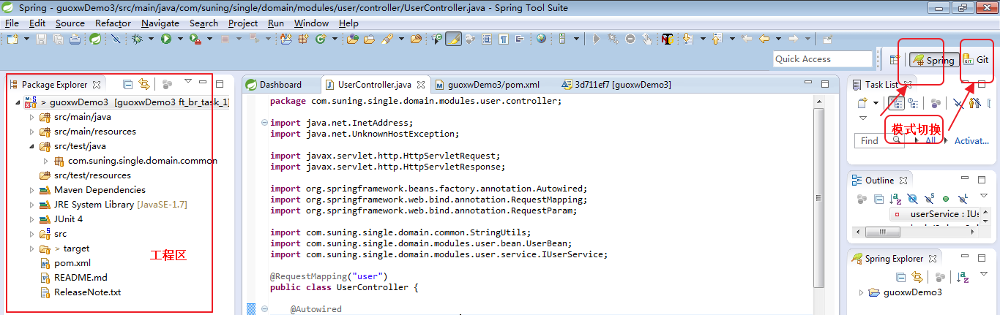 Spring - guoxwDemo3/src/main/java/com/suning/single/domain/modules/user/controller/UserController.java - Spring Tool Suite
File Edit Source Refactor Navigate Search Project Run Window Help
Quick Access
Spring
Git
Package Explorer
> guoxwDemo3 [guoxwDemo3 ft_br_task_1]
src/main/java
src/main/resources
src/test/java
com.suning.single.domain.common
src/test/resources
Maven Dependencies
JRE System Library [JavaSE-1.7]
JUnit 4
src
> target
pom.xml
README.md
ReleaseNote.txt
工程区
Dashboard
UserController.java
guoxwDemo3/pom.xml
3d711ef7 [guoxwDemo3]
package com.suning.single.domain.modules.user.controller;
import java.net.InetAddress;
import java.net.UnknownHostException;
import javax.servlet.http.HttpServletRequest;
import javax.servlet.http.HttpServletResponse;
import org.springframework.beans.factory.annotation.Autowired;
import org.springframework.web.bind.annotation.RequestMapping;
import org.springframework.web.bind.annotation.RequestParam;
import com.suning.single.domain.common.StringUtils;
import com.suning.single.domain.modules.user.bean.UserBean;
import com.suning.single.domain.modules.user.service.IUserService;
@RequestMapping("user")
public class UserController {
@Autowired
Task List
模式切换
Find
All
Activat...
Outline
userService : IUs
Spring Explorer
guoxwDemo3